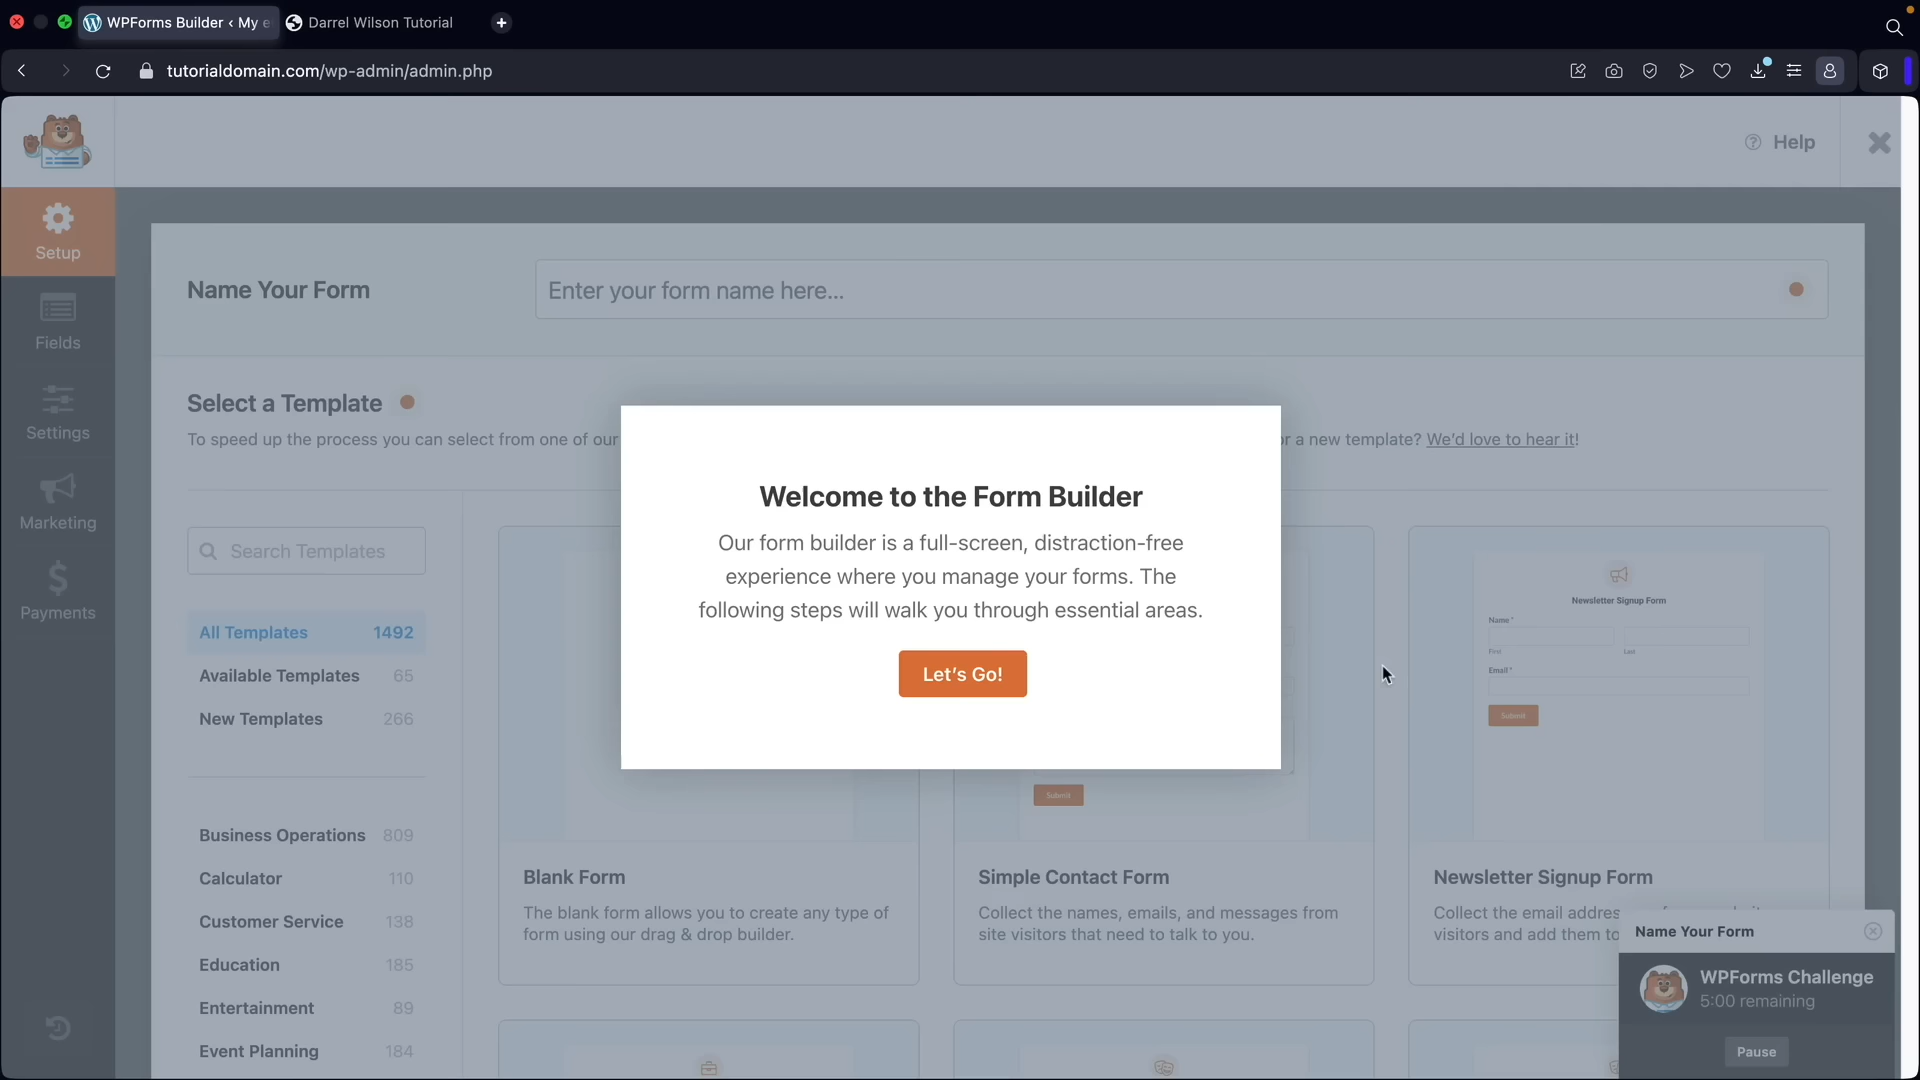 WPForms Builder ‹ My e
Darrel Wilson Tutorial
tutorialdomain.com/wp-admin/admin.php
Help
Setup
Fields
Settings
Marketing
Payments
Name Your Form
Enter your form name here...
Select a Template
To speed up the process you can select from one of our
or a new template? We'd love to hear it!
Search Templates
All Templates 1492
Available Templates 65
New Templates 266
Business Operations 809
Calculator 110
Customer Service 138
Education 185
Entertainment 89
Event Planning 184
Welcome to the Form Builder
Our form builder is a full-screen, distraction-free
experience where you manage your forms. The
following steps will walk you through essential areas.
Let's Go!
Blank Form
The blank form allows you to create any type of
form using our drag & drop builder.
Submit
Simple Contact Form
Collect the names, emails, and messages from
site visitors that need to talk to you.
Newsletter Signup Form
Name *
First Last
Email *
Submit
Newsletter Signup Form
Collect the email addres
visitors and add them to
Name Your Form
WPForms Challenge
5:00 remaining
Pause